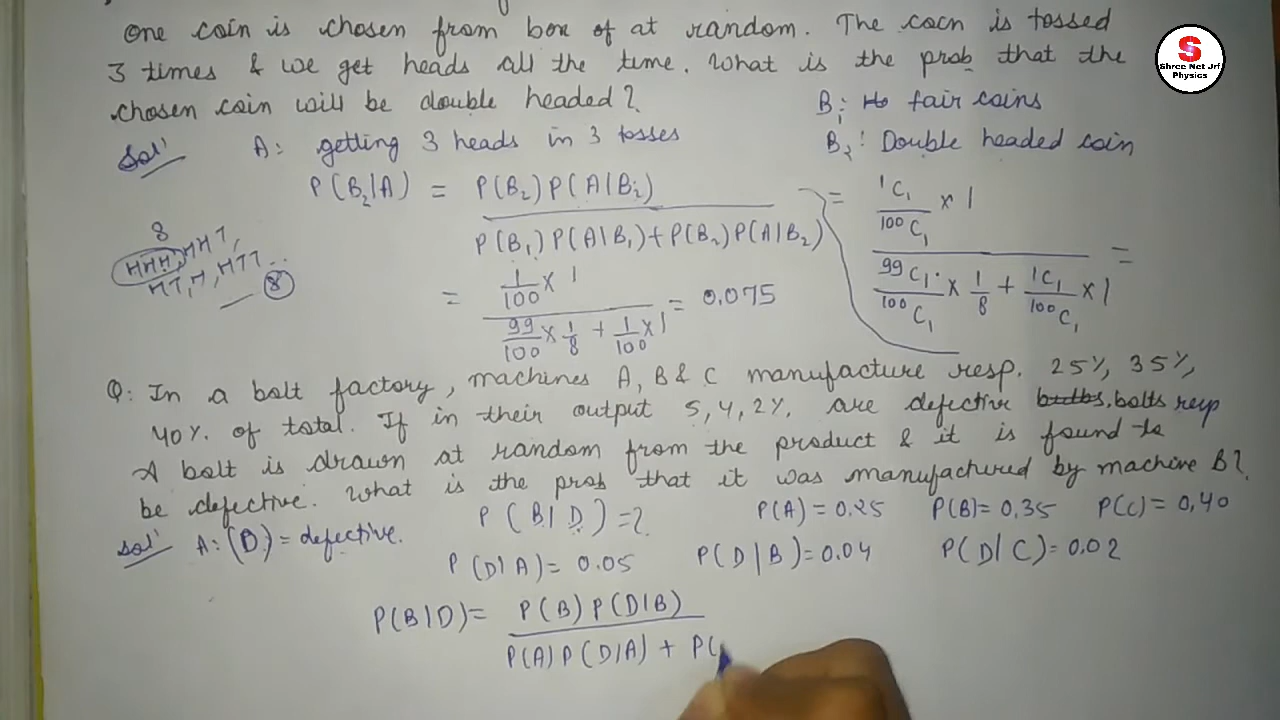 one coin is chosen from box of at random. The coin is tossed
3 times & we get heads all the time. What is the prob that the
chosen coin will be double headed?
B1: fair coins
Sol' A: getting 3 heads in 3 tosses
B2: Double headed coin
P(B2|A) = P(B2)P(A|B2) / P(B1)P(A|B1)+P(B2)P(A|B2)
= 1C1/100C1 × 1 / 99C1/100C1 × 1/8 + 1C1/100C1 × 1 =
8
HHH, HHT,
HT,H, HTT...
8
= 1/100 × 1 / 99/100 × 1/8 + 1/100 × 1 = 0.075
Q: In a bolt factory, machines A, B & C manufacture resp. 25%, 35%,
40% of total. If in their output 5, 4, 2% are defective bulbs, bolts resp
A bolt is drawn at random from the product & it is found to
be defective. What is the prob that it was manufactured by machine B?
P(B|D)=? P(A)=0.25 P(B)=0.35 P(C)=0.40
Sol' A: (D) = defective.
P(D|A)=0.05 P(D|B)=0.04 P(D|C)=0.02
P(B|D)= P(B)P(D|B) / P(A)P(D|A) + P(
S
Shree Net Jrf
Physics